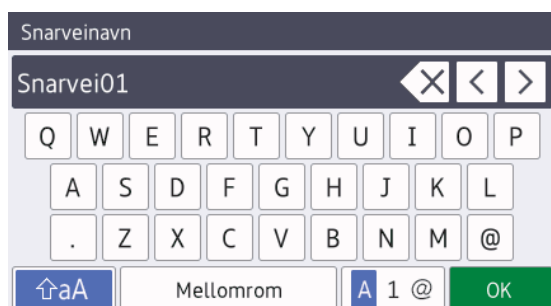 Snarveinavn
Snarvei01
Q W E R T Y U I O P
A S D F G H J K L
. Z X C V B N M @
aA Mellomrom A 1 @ OK